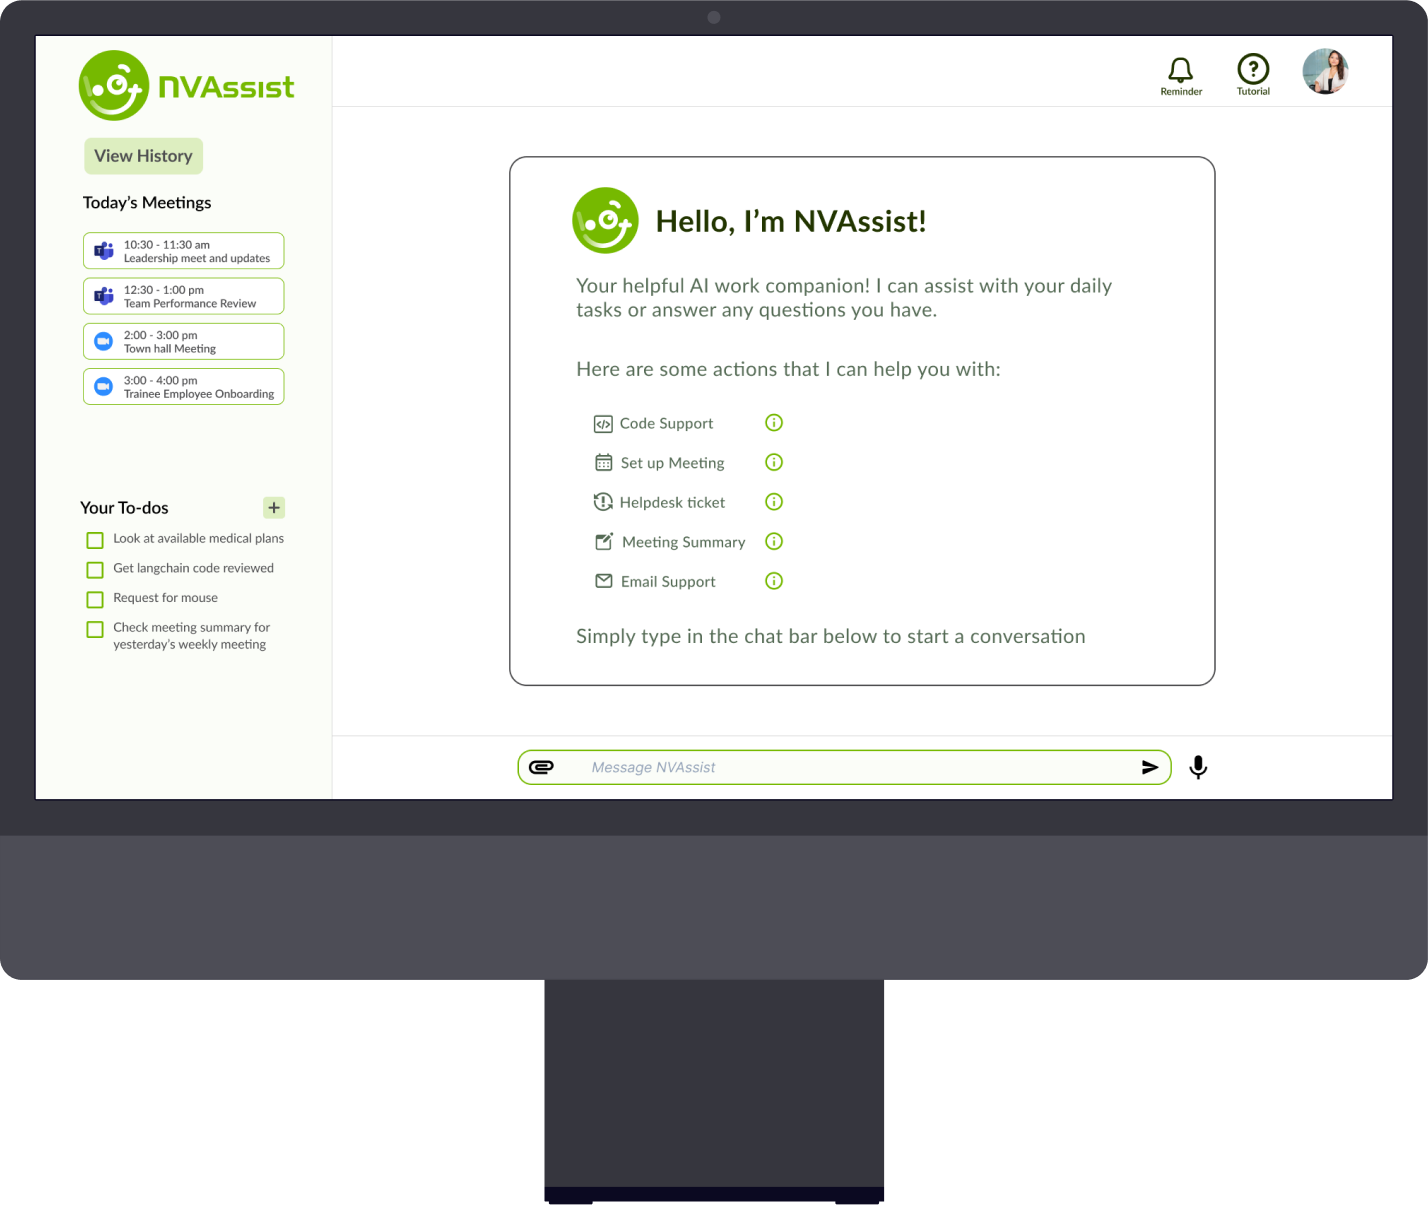 NVAssist
View History
Today's Meetings
10:30 - 11:30 am
Leadership meet and updates
12:30 - 1:00 pm
Team Performance Review
2:00 - 3:00 pm
Town hall Meeting
3:00 - 4:00 pm
Trainee Employee Onboarding
Your To-dos
+
Look at available medical plans
Get langchain code reviewed
Request for mouse
Check meeting summary for
yesterday's weekly meeting
Reminder
Tutorial
Hello, I'm NVAssist!
Your helpful AI work companion! I can assist with your daily
tasks or answer any questions you have.
Here are some actions that I can help you with:
Code Support
Set up Meeting
Helpdesk ticket
Meeting Summary
Email Support
Simply type in the chat bar below to start a conversation
Message NVAssist